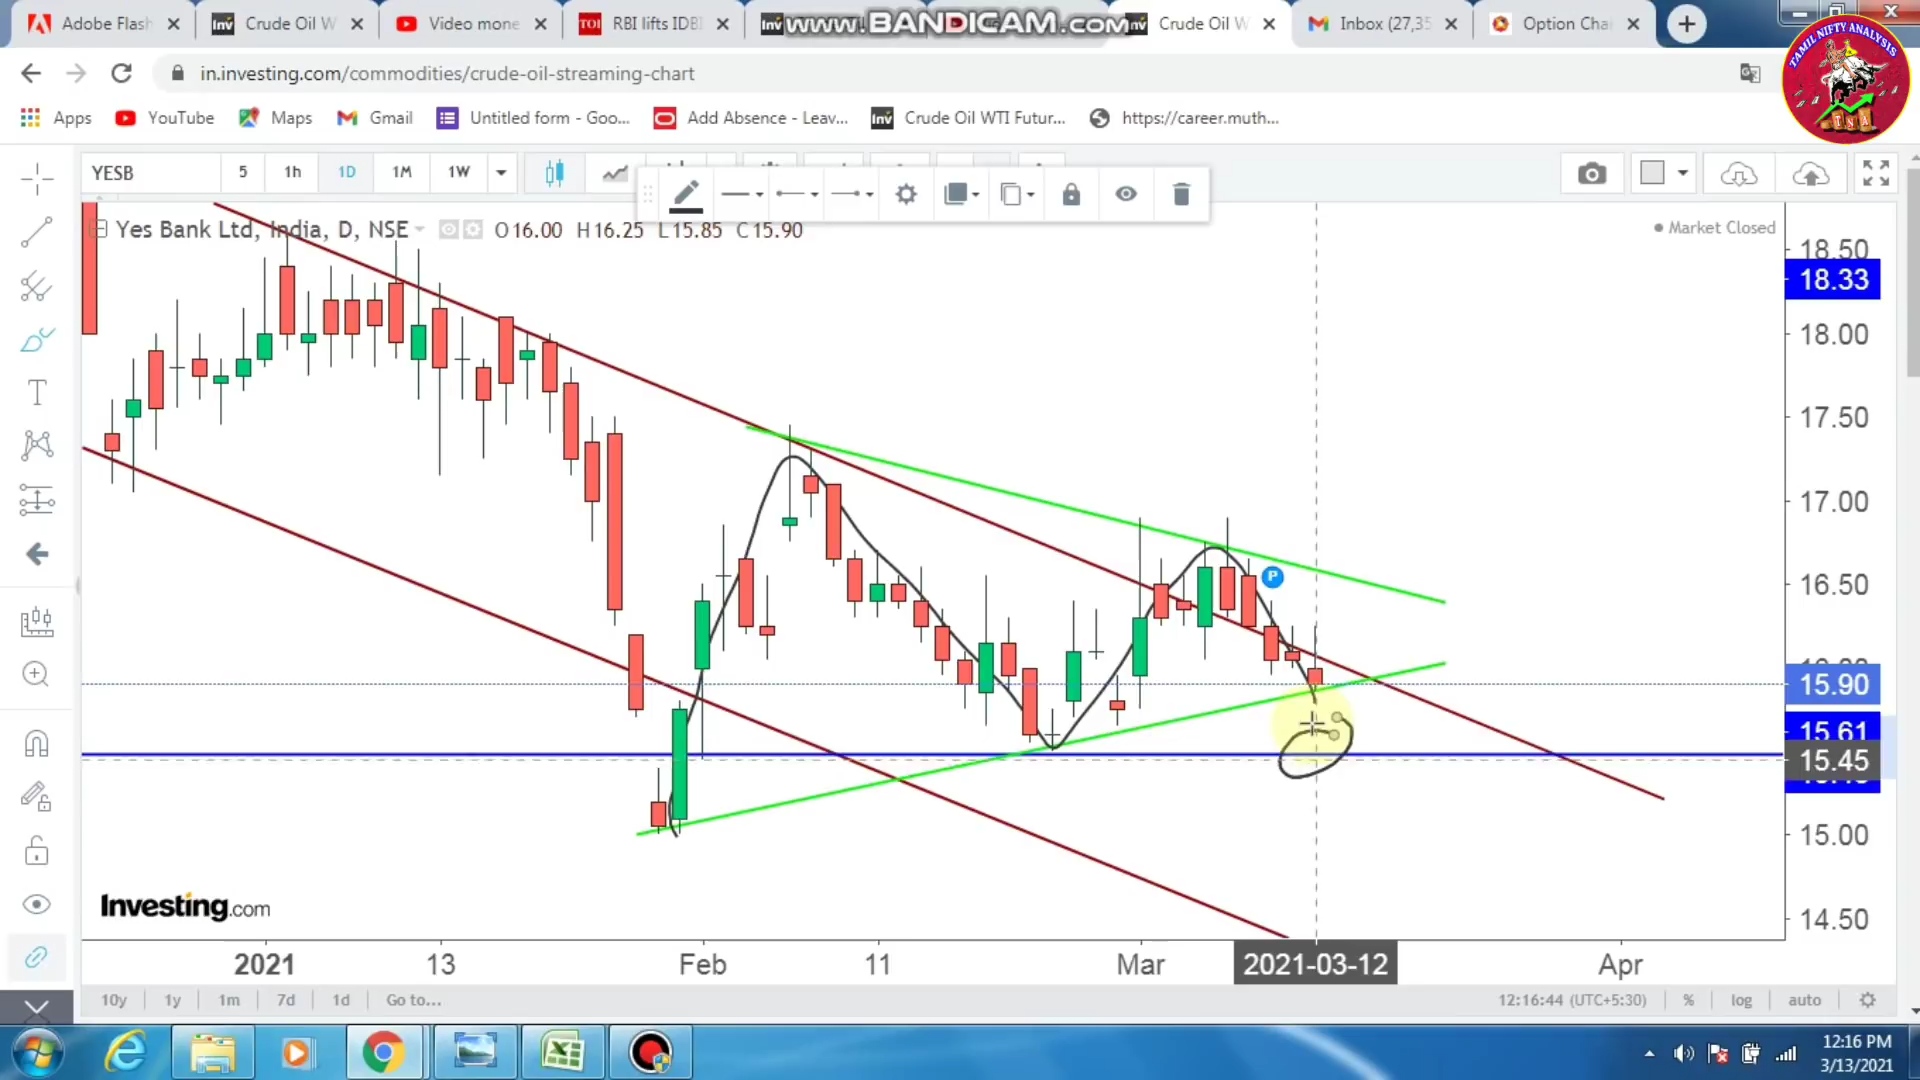 Adobe Flash
Crude Oil W
Video mone
RBI lifts IDBI
www.BANDICAM.com
Crude Oil W
Inbox (27,35
Option Chai
in.investing.com/commodities/crude-oil-streaming-chart
TAMIL NIFTY ANALYSIS
T N A
Apps
YouTube
Maps
Gmail
Untitled form - Goo...
Add Absence - Leav...
Crude Oil WTI Futur...
https://career.muth...
YESB
5
1h
1D
1M
1W
Yes Bank Ltd, India, D, NSE
O 16.00 H 16.25 L 15.85 C 15.90
Market Closed
18.50
18.33
18.00
17.50
17.00
16.50
P
15.90
15.61
15.45
15.00
14.50
Investing.com
2021
13
Feb
11
Mar
2021-03-12
Apr
10y
1y
1m
7d
1d
Go to...
12:16:44 (UTC+5:30)
%
log
auto
12:16 PM
3/13/2021